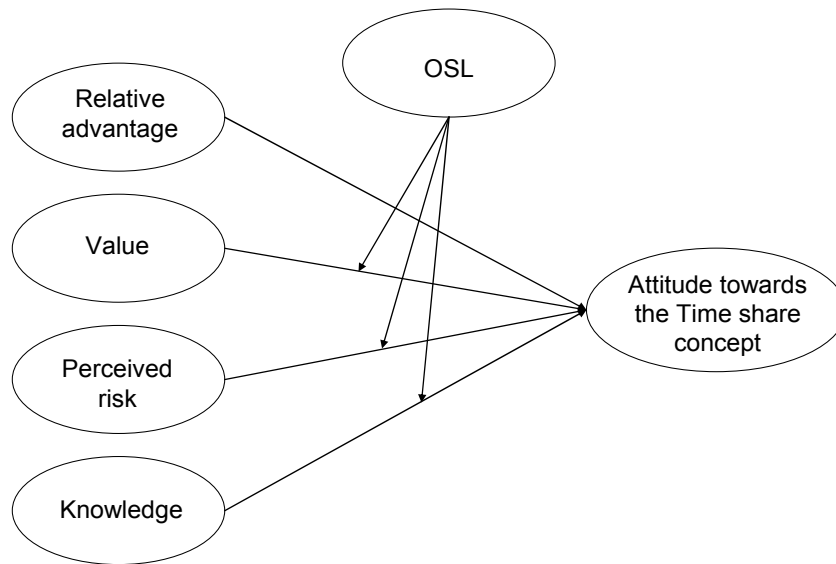 OSL
Relative
advantage
Value
Attitude towards
the Time share
concept
Perceived
risk
Knowledge